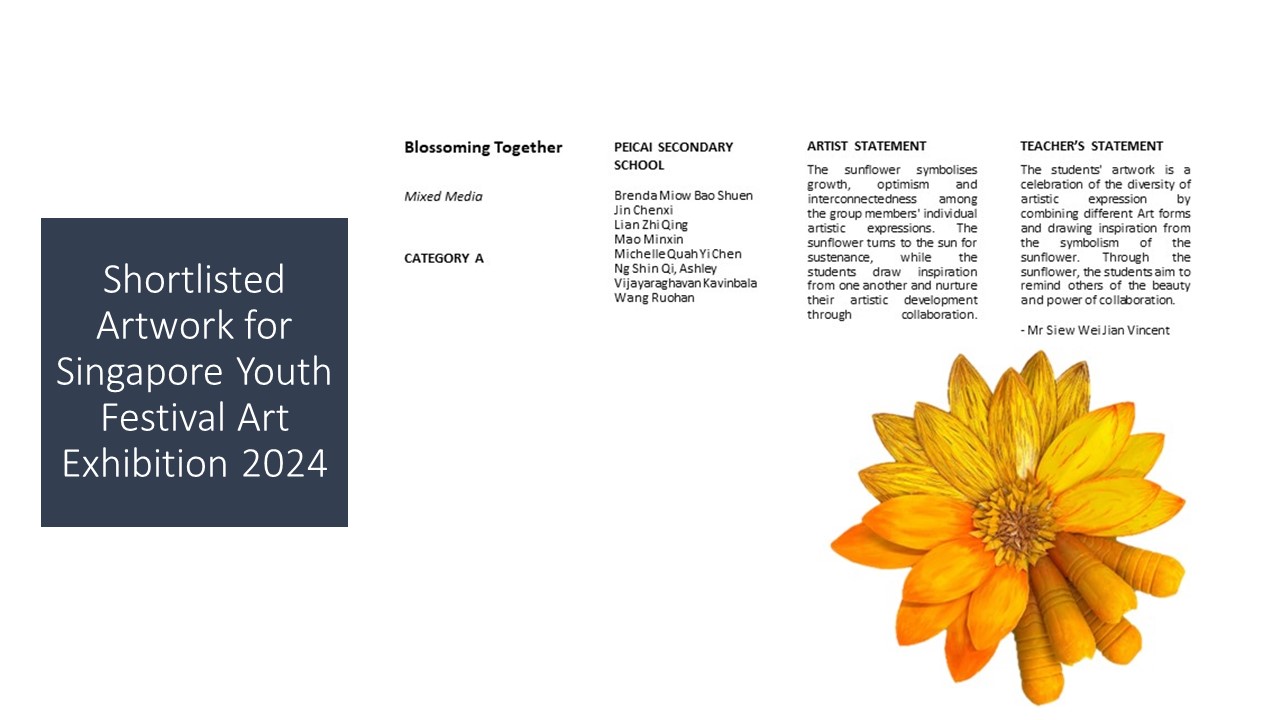 Shortlisted
Artwork for
Singapore Youth
Festival Art
Exhibition 2024
Blossoming Together
Mixed Media
CATEGORY A
PEICAI SECONDARY
SCHOOL
Brenda Miow Bao Shuen
Jin Chenxi
Lian Zhi Qing
Mao Minxin
Michelle Quah Yi Chen
Ng Shin Qi, Ashley
Vijayaraghavan Kavinbala
Wang Ruohan
ARTIST STATEMENT
The sunflower symbolises
growth, optimism and
interconnectedness among
the group members' individual
artistic expressions. The
sunflower turns to the sun for
sustenance, while the
students draw inspiration
from one another and nurture
their artistic development
through collaboration.
TEACHER’S STATEMENT
The students' artwork is a
celebration of the diversity of
artistic expression by
combining different Art forms
and drawing inspiration from
the symbolism of the
sunflower. Through the
sunflower, the students aim to
remind others of the beauty
and power of collaboration.
- Mr Siew Wei Jian Vincent